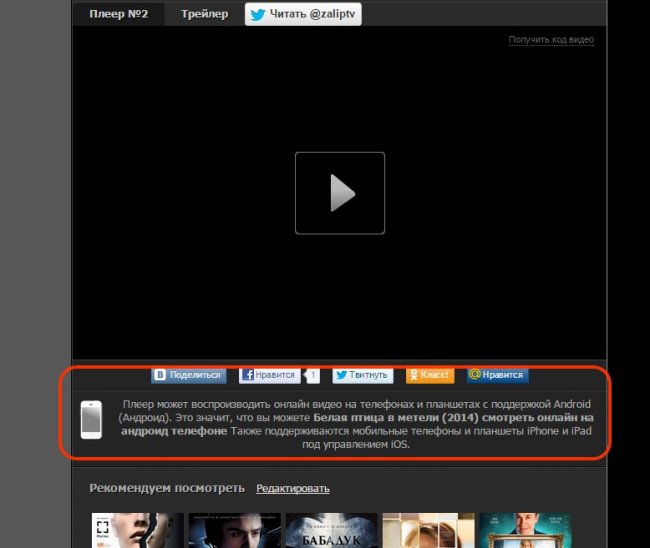 Плеер №2 Трейлер Читать @zaliptv
Получить код видео
В Поделиться Нравится 1 Твитнуть Класс! Нравится
Плеер может воспроизводить онлайн видео на телефонах и планшетах с поддержкой Android
(Андроид). Это значит, что вы можете Белая птица в метели (2014) смотреть онлайн на
андроид телефоне Также поддерживаются мобильные телефоны и планшеты iPhone и iPad
под управлением iOS.
Рекомендуем посмотреть Редактировать
БАБАДУК